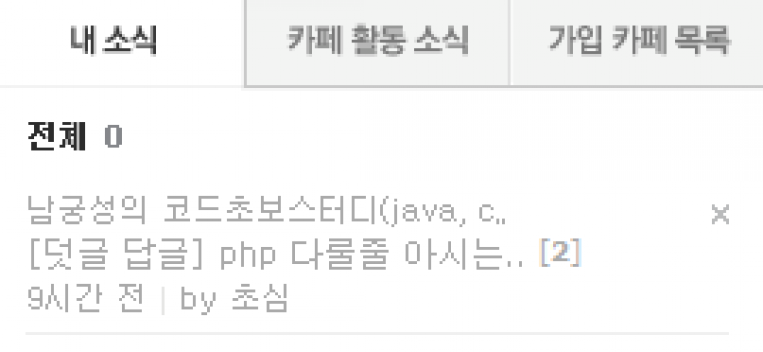 내 소식 카페 활동 소식 가입 카페 목록
전체 0
남궁성의 코드초보스터디(java, c..
[덧글 답글] php 다룰줄 아시는.. [2]
9시간 전 | by 초심